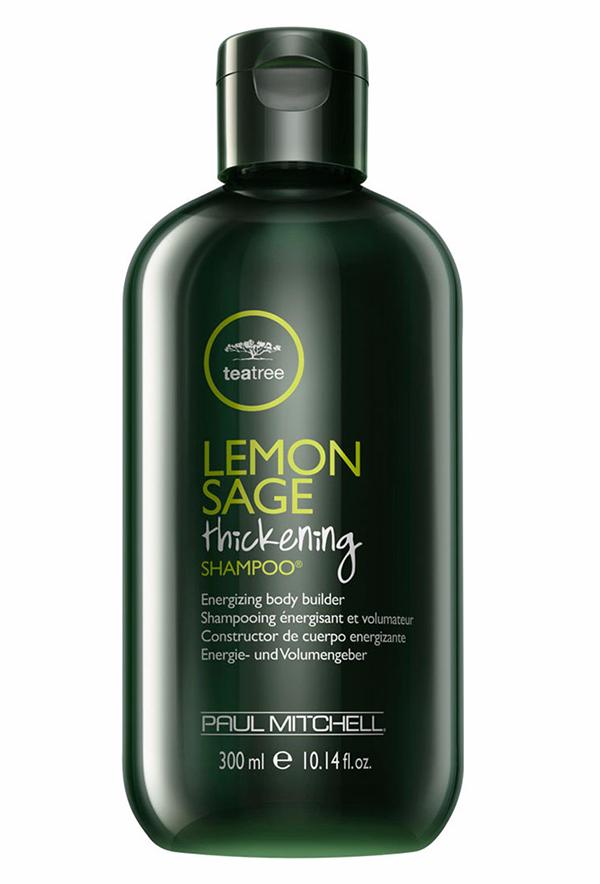 teatree
LEMON
SAGE
thickening
SHAMPOO®
Energizing body builder
Shampooing énergisant et volumateur
Constructor de cuerpo energizante
Energie- und Volumengeber
PAUL MITCHELL®
300 ml ℮ 10.14 fl. oz.